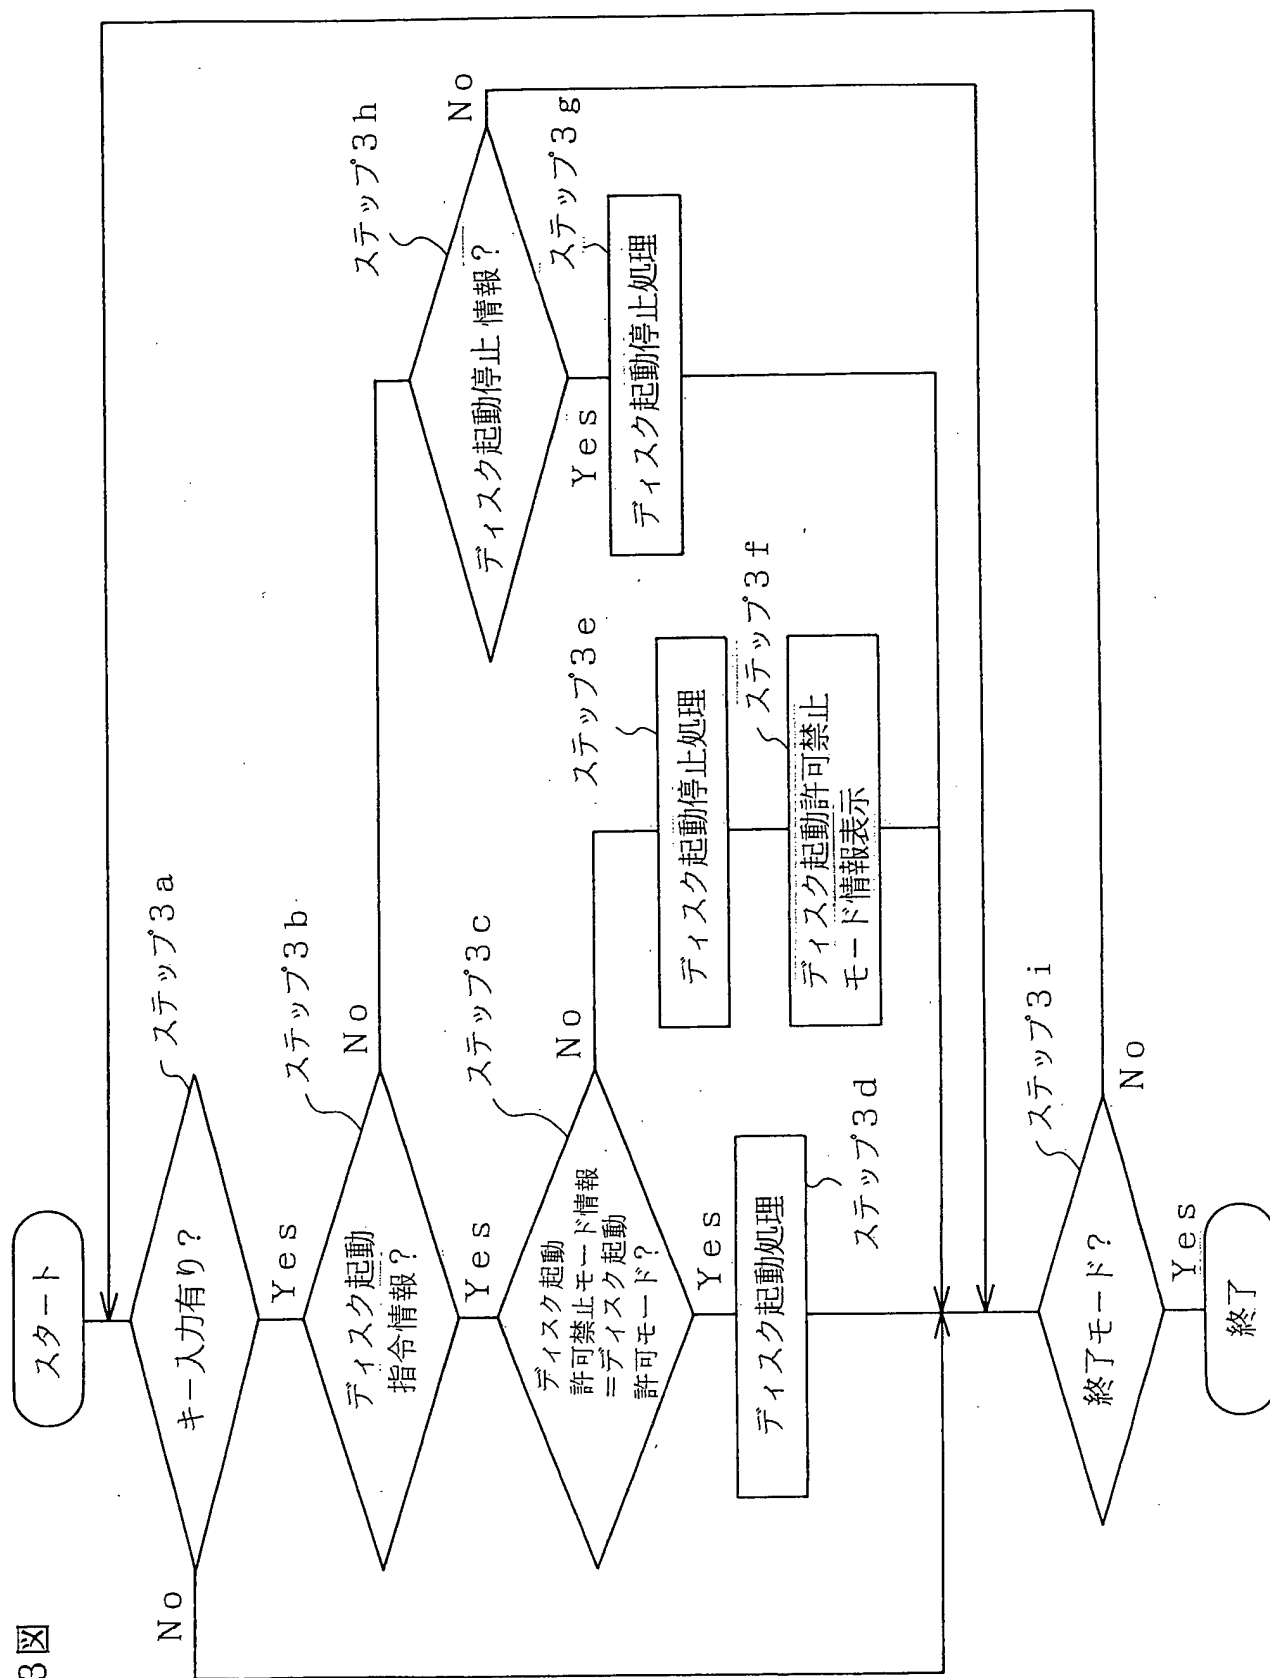 3図
スタート
キー入力有り?
ステップ3a
No
Yes
ディスク起動
指令情報?
ステップ3b
No
Yes
ディスク起動
許可禁止モード情報
=ディスク起動
許可モード?
ステップ3c
No
Yes
ディスク起動処理
ステップ3d
ディスク起動停止処理
ステップ3e
ディスク起動許可禁止
モード情報表示
ステップ3f
ディスク起動停止情報?
ステップ3h
No
Yes
ディスク起動停止処理
ステップ3g
終了モード?
ステップ3i
No
Yes
終了